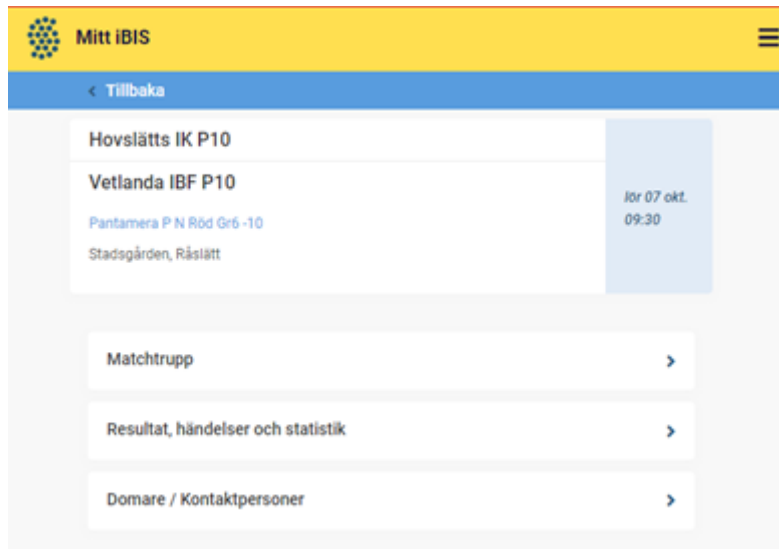 Mitt iBIS
Tillbaka
Hovslätts IK P10
Vetlanda IBF P10
Pantamera P N Röd Gr6 -10
Stadsgården, Råslätt
lör 07 okt.
09:30
Matchtrupp
Resultat, händelser och statistik
Domare / Kontaktpersoner